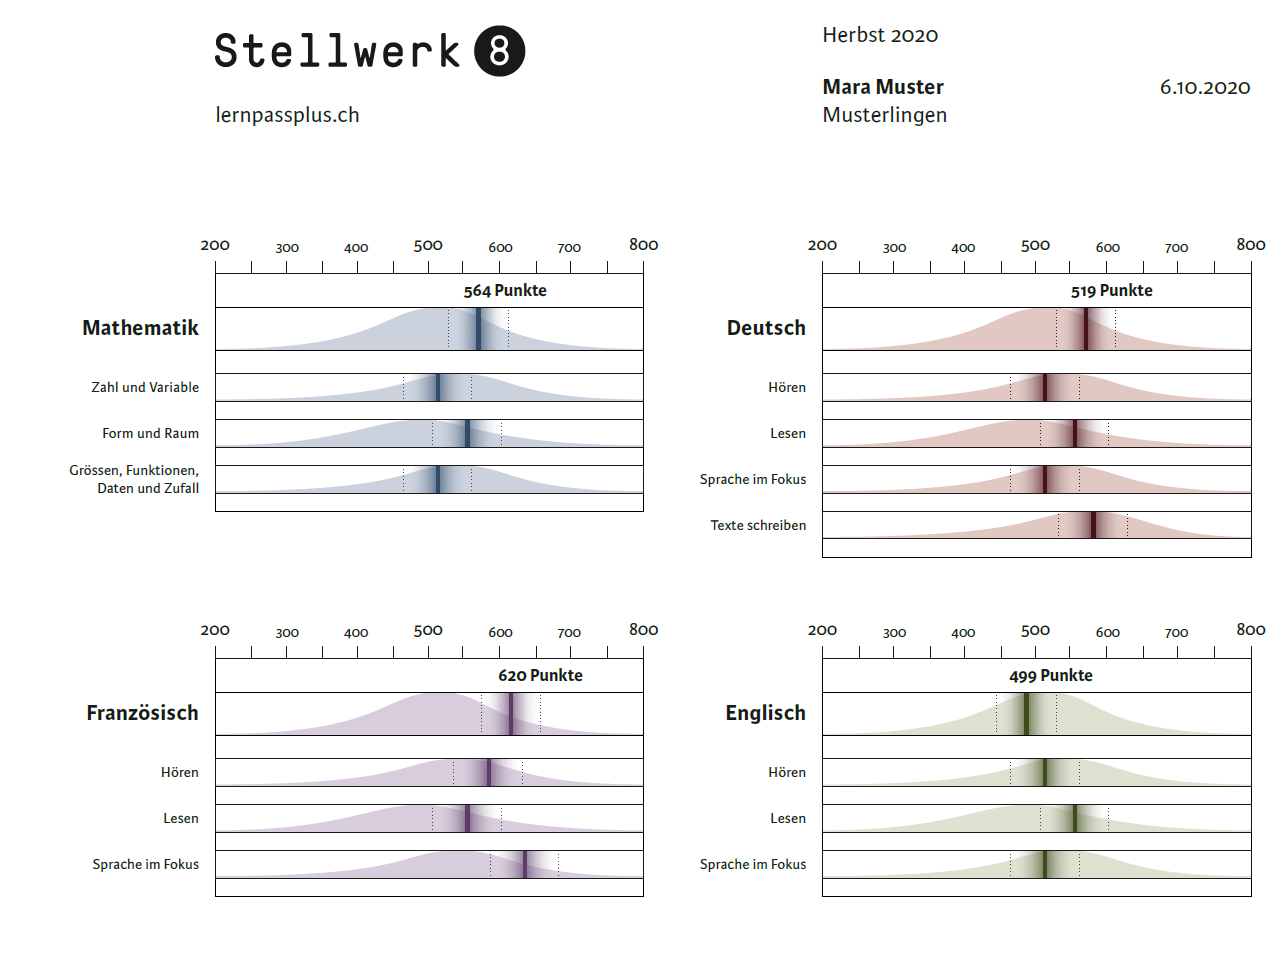 Stellwerk 8
lernpassplus.ch
Herbst 2020
Mara Muster 6.10.2020
Musterlingen
200 300 400 500 600 700 800
564 Punkte
Mathematik
Zahl und Variable
Form und Raum
Grössen, Funktionen,
Daten und Zufall
200 300 400 500 600 700 800
519 Punkte
Deutsch
Hören
Lesen
Sprache im Fokus
Texte schreiben
200 300 400 500 600 700 800
620 Punkte
Französisch
Hören
Lesen
Sprache im Fokus
200 300 400 500 600 700 800
499 Punkte
Englisch
Hören
Lesen
Sprache im Fokus